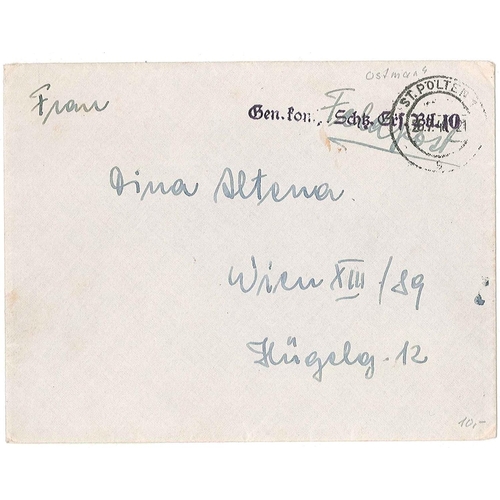 ostmark
ST. PÖLTEN 1
Frau
Gen.kom. Schtz. Ers. Btl. 10
Feldpost
Dina Altena.
Wien XIII/89
Hügelg. 12
10,-